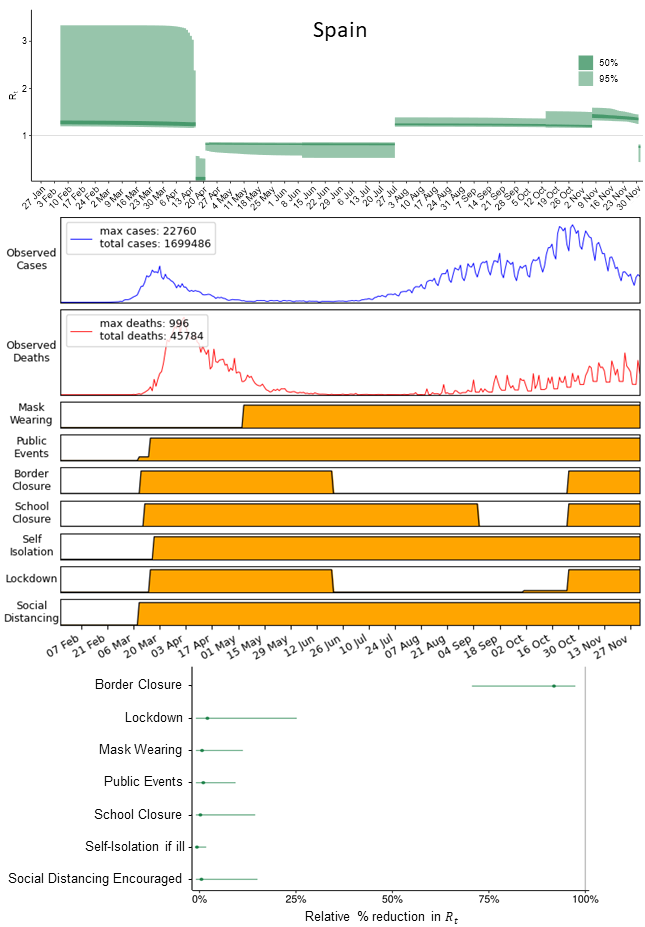 Spain
3
2
1
Rt
50%
95%
27 Jan
3 Feb
10 Feb
17 Feb
24 Feb
2 Mar
9 Mar
16 Mar
23 Mar
30 Mar
6 Apr
13 Apr
20 Apr
27 Apr
4 May
11 May
18 May
25 May
1 Jun
8 Jun
15 Jun
22 Jun
29 Jun
6 Jul
13 Jul
20 Jul
27 Jul
3 Aug
10 Aug
17 Aug
24 Aug
31 Aug
7 Sep
14 Sep
21 Sep
28 Sep
5 Oct
12 Oct
19 Oct
26 Oct
2 Nov
9 Nov
16 Nov
23 Nov
30 Nov
Observed
Cases
max cases: 22760
total cases: 1699486
Observed
Deaths
max deaths: 996
total deaths: 45784
Mask
Wearing
Public
Events
Border
Closure
School
Closure
Self
Isolation
Lockdown
Social
Distancing
07 Feb
21 Feb
06 Mar
20 Mar
03 Apr
17 Apr
01 May
15 May
29 May
12 Jun
26 Jun
10 Jul
24 Jul
07 Aug
21 Aug
04 Sep
18 Sep
02 Oct
16 Oct
30 Oct
13 Nov
27 Nov
Border Closure
Lockdown
Mask Wearing
Public Events
School Closure
Self-Isolation if ill
Social Distancing Encouraged
0%
25%
50%
75%
100%
Relative % reduction in Rt